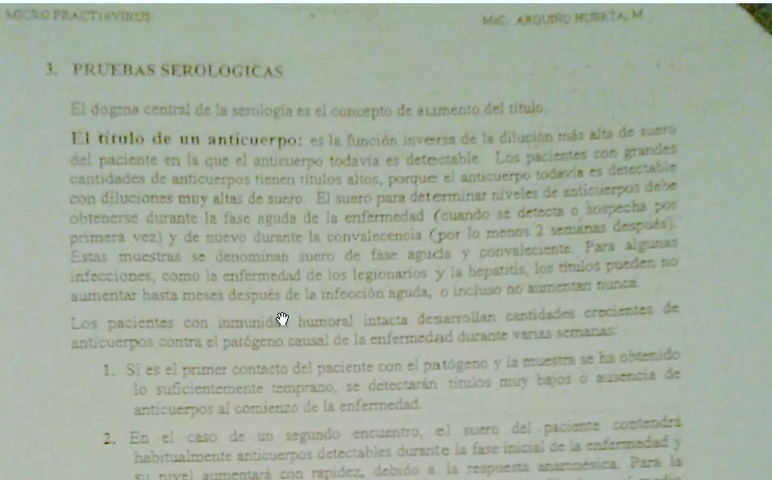 MICRO FRACT16VIRUS
MSC. ARQUIÑO HUERTA, M
3. PRUEBAS SEROLOGICAS
El dogma central de la serología es el concepto de aumento del título.
El título de un anticuerpo: es la función inversa de la dilución más alta de suero
del paciente en la que el anticuerpo todavía es detectable. Los pacientes con grandes
cantidades de anticuerpos tienen títulos altos, porque el anticuerpo todavía es detectable
con diluciones muy altas de suero. El suero para determinar niveles de anticuerpos debe
obtenerse durante la fase aguda de la enfermedad (cuando se detecta o sospecha por
primera vez) y de nuevo durante la convalecencia (por lo menos 2 semanas después).
Estas muestras se denominan suero de fase aguda y convaleciente. Para algunas
infecciones, como la enfermedad de los legionarios y la hepatitis, los títulos pueden no
aumentar hasta meses después de la infección aguda, o incluso no aumentan nunca.
Los pacientes con humoral intacta desarrollan cantidades crecientes de
anticuerpos contra el patógeno causal de la enfermedad durante varias semanas:
1. Si es el primer contacto del paciente con el patógeno y la muestra se ha obtenido
lo suficientemente temprano, se detectarán títulos muy bajos o ausencia de
anticuerpos al comienzo de la enfermedad.
2. En el caso de un segundo encuentro, el suero del paciente contendrá
habitualmente anticuerpos detectables durante la fase inicial de la enfermedad y
su nivel aumentará con rapidez, debido a la respuesta anamnésica. Para la